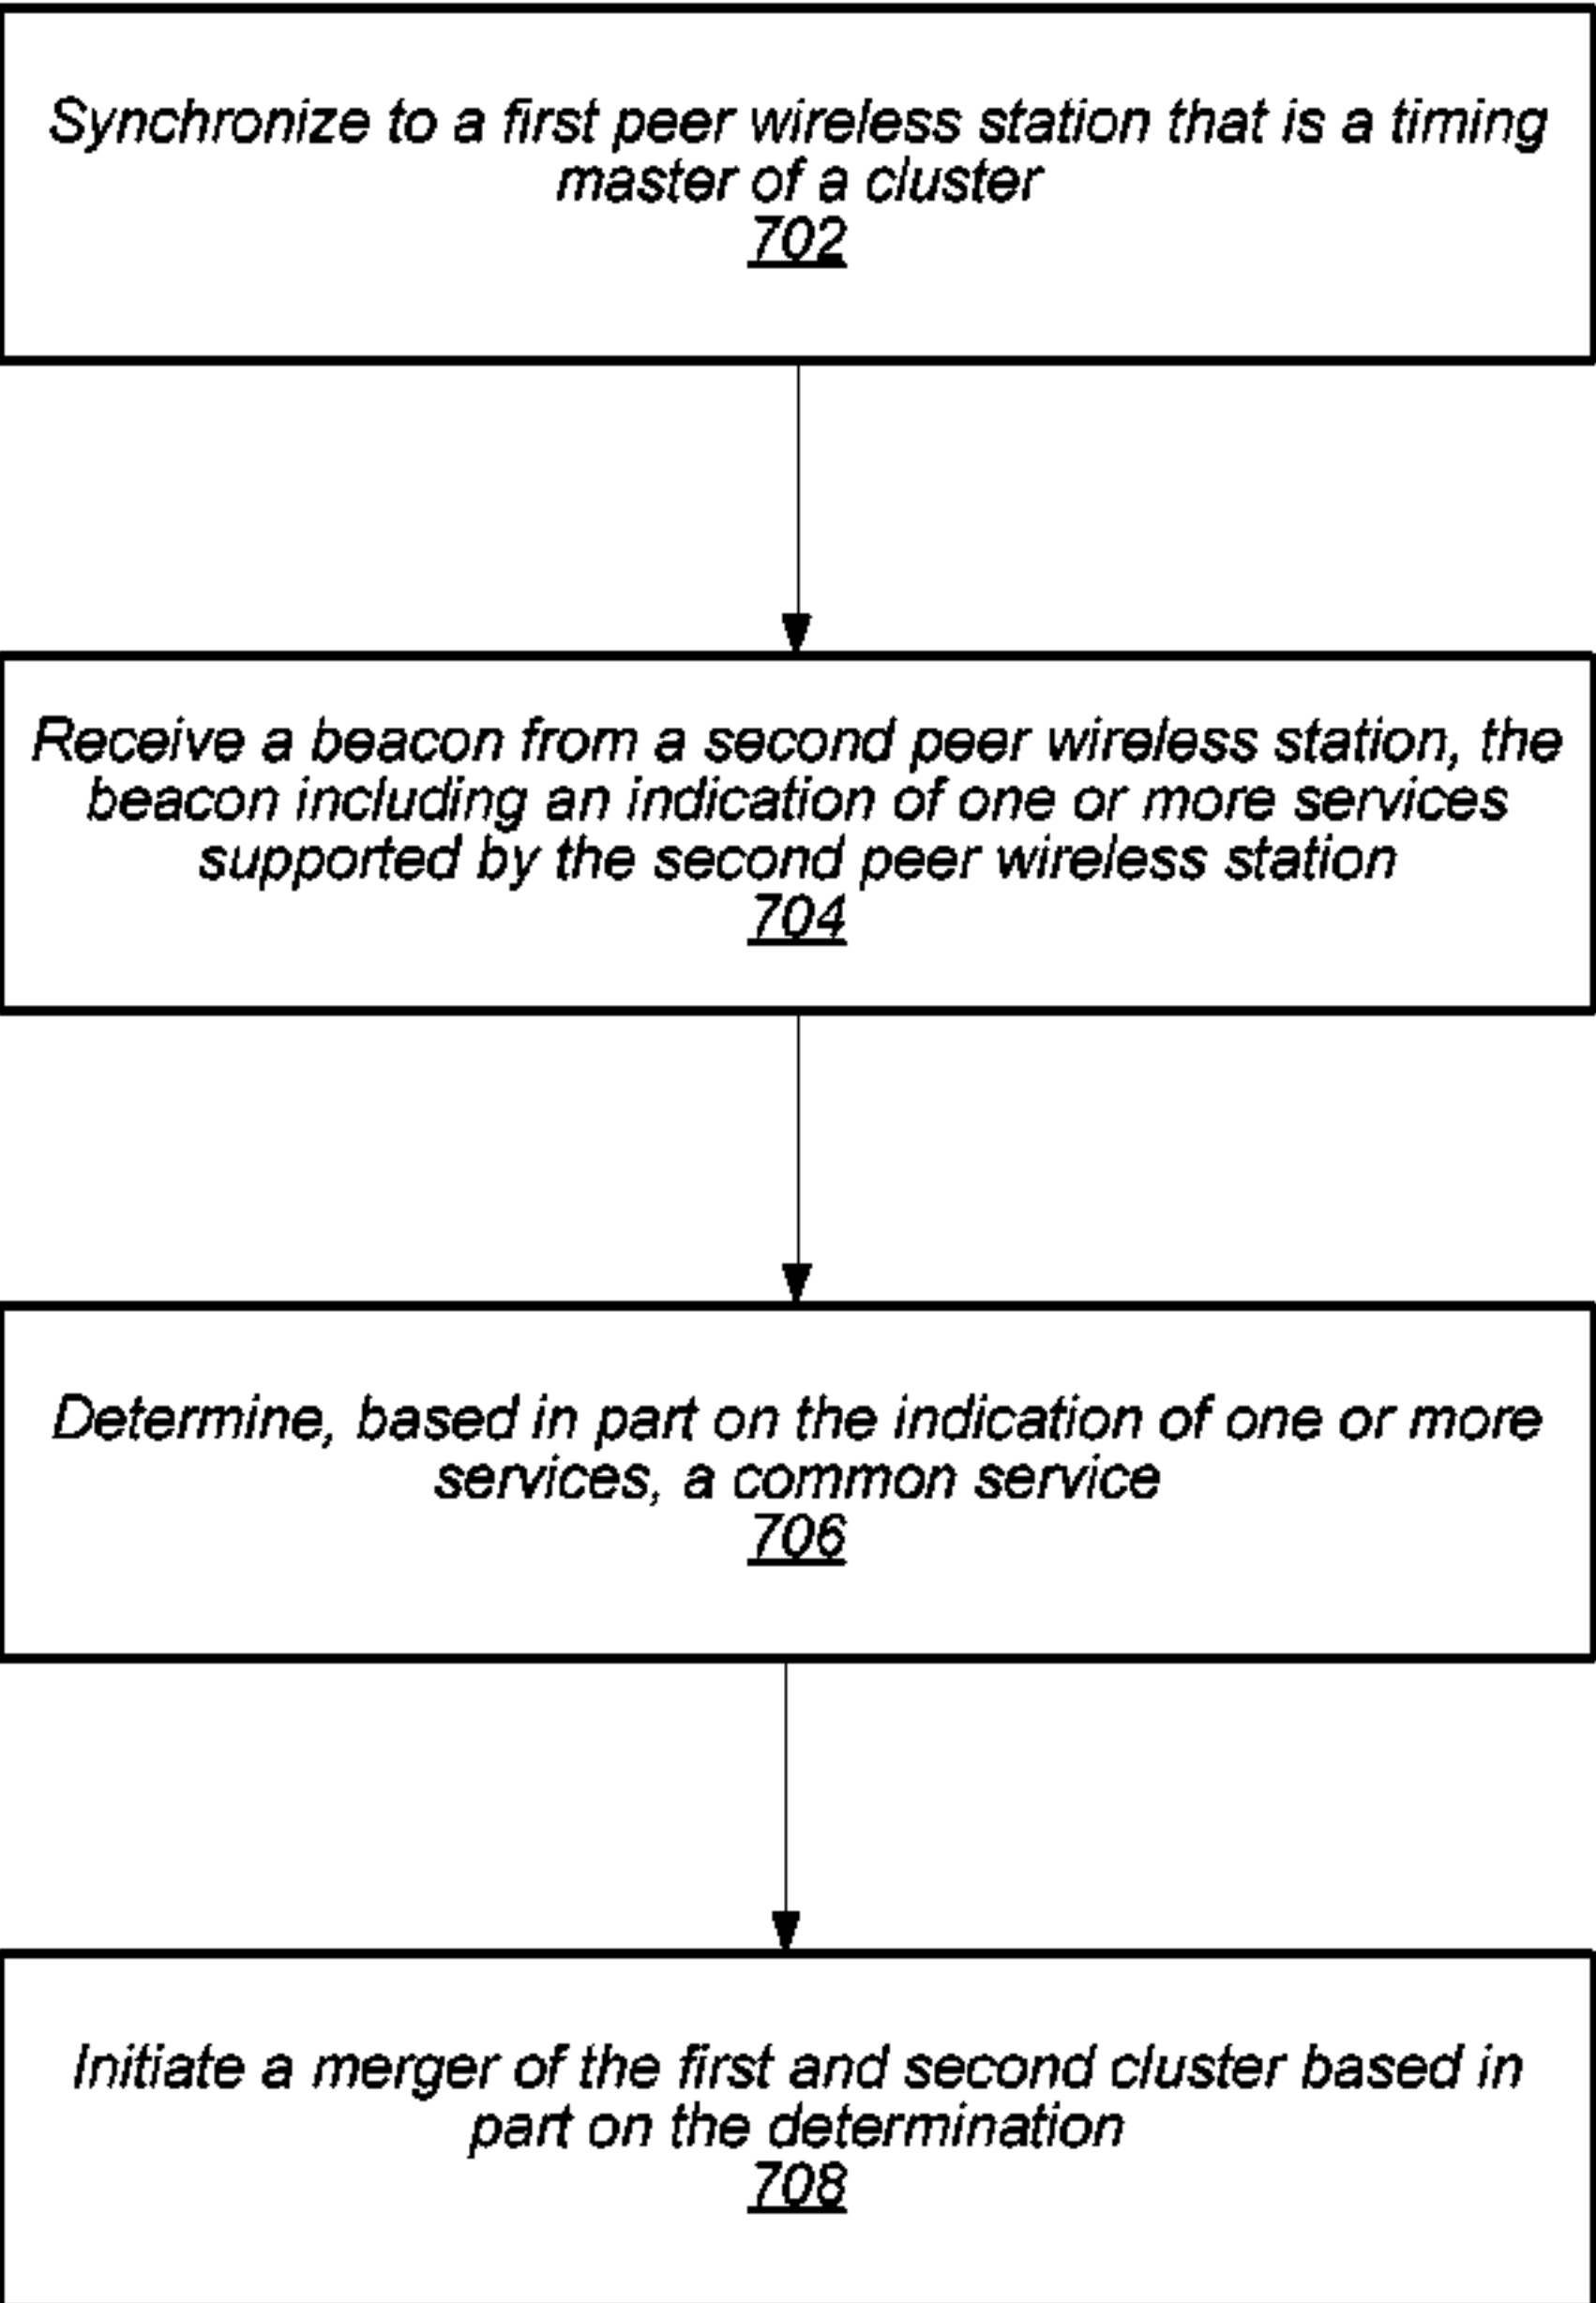 Synchronize to a first peer wireless station that is a timing
master of a cluster
702
Receive a beacon from a second peer wireless station, the
beacon including an indication of one or more services
supported by the second peer wireless station
704
Determine, based in part on the indication of one or more
services, a common service
706
Initiate a merger of the first and second cluster based in
part on the determination
708